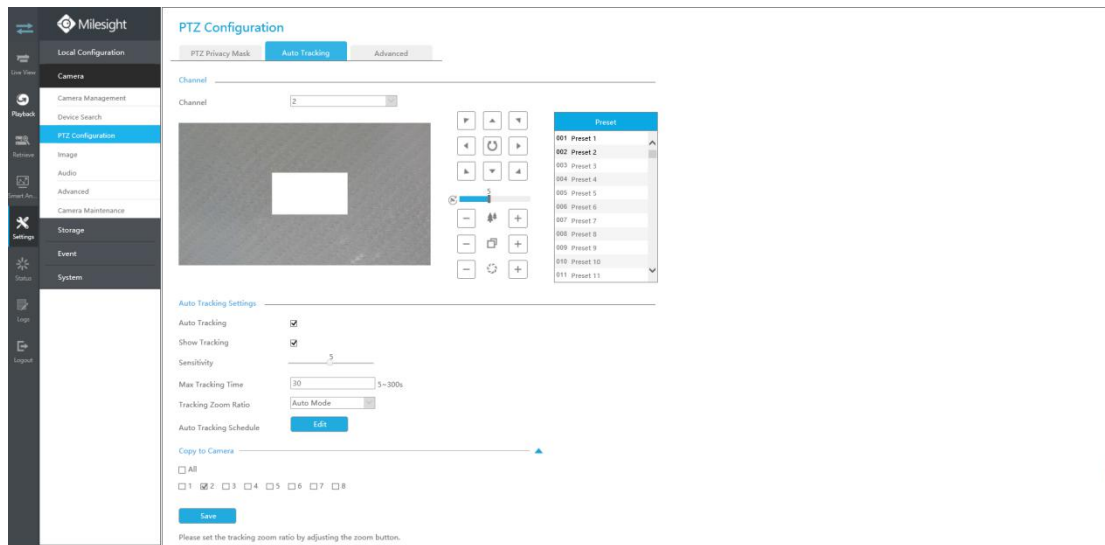 Milesight
Live View
Playback
Retrieve
Smart An...
Settings
Status
Logs
Logout
Local Configuration
Camera
Camera Management
Device Search
PTZ Configuration
Image
Audio
Advanced
Camera Maintenance
Storage
Event
System
PTZ Configuration
PTZ Privacy Mask Auto Tracking Advanced
Channel
Channel 2
5
Preset
001 Preset 1
002 Preset 2
003 Preset 3
004 Preset 4
005 Preset 5
006 Preset 6
007 Preset 7
008 Preset 8
009 Preset 9
010 Preset 10
011 Preset 11
Auto Tracking Settings
Auto Tracking
Show Tracking
Sensitivity 5
Max Tracking Time 30 5~300s
Tracking Zoom Ratio Auto Mode
Auto Tracking Schedule Edit
Copy to Camera
All
1 2 3 4 5 6 7 8
Save
Please set the tracking zoom ratio by adjusting the zoom button.